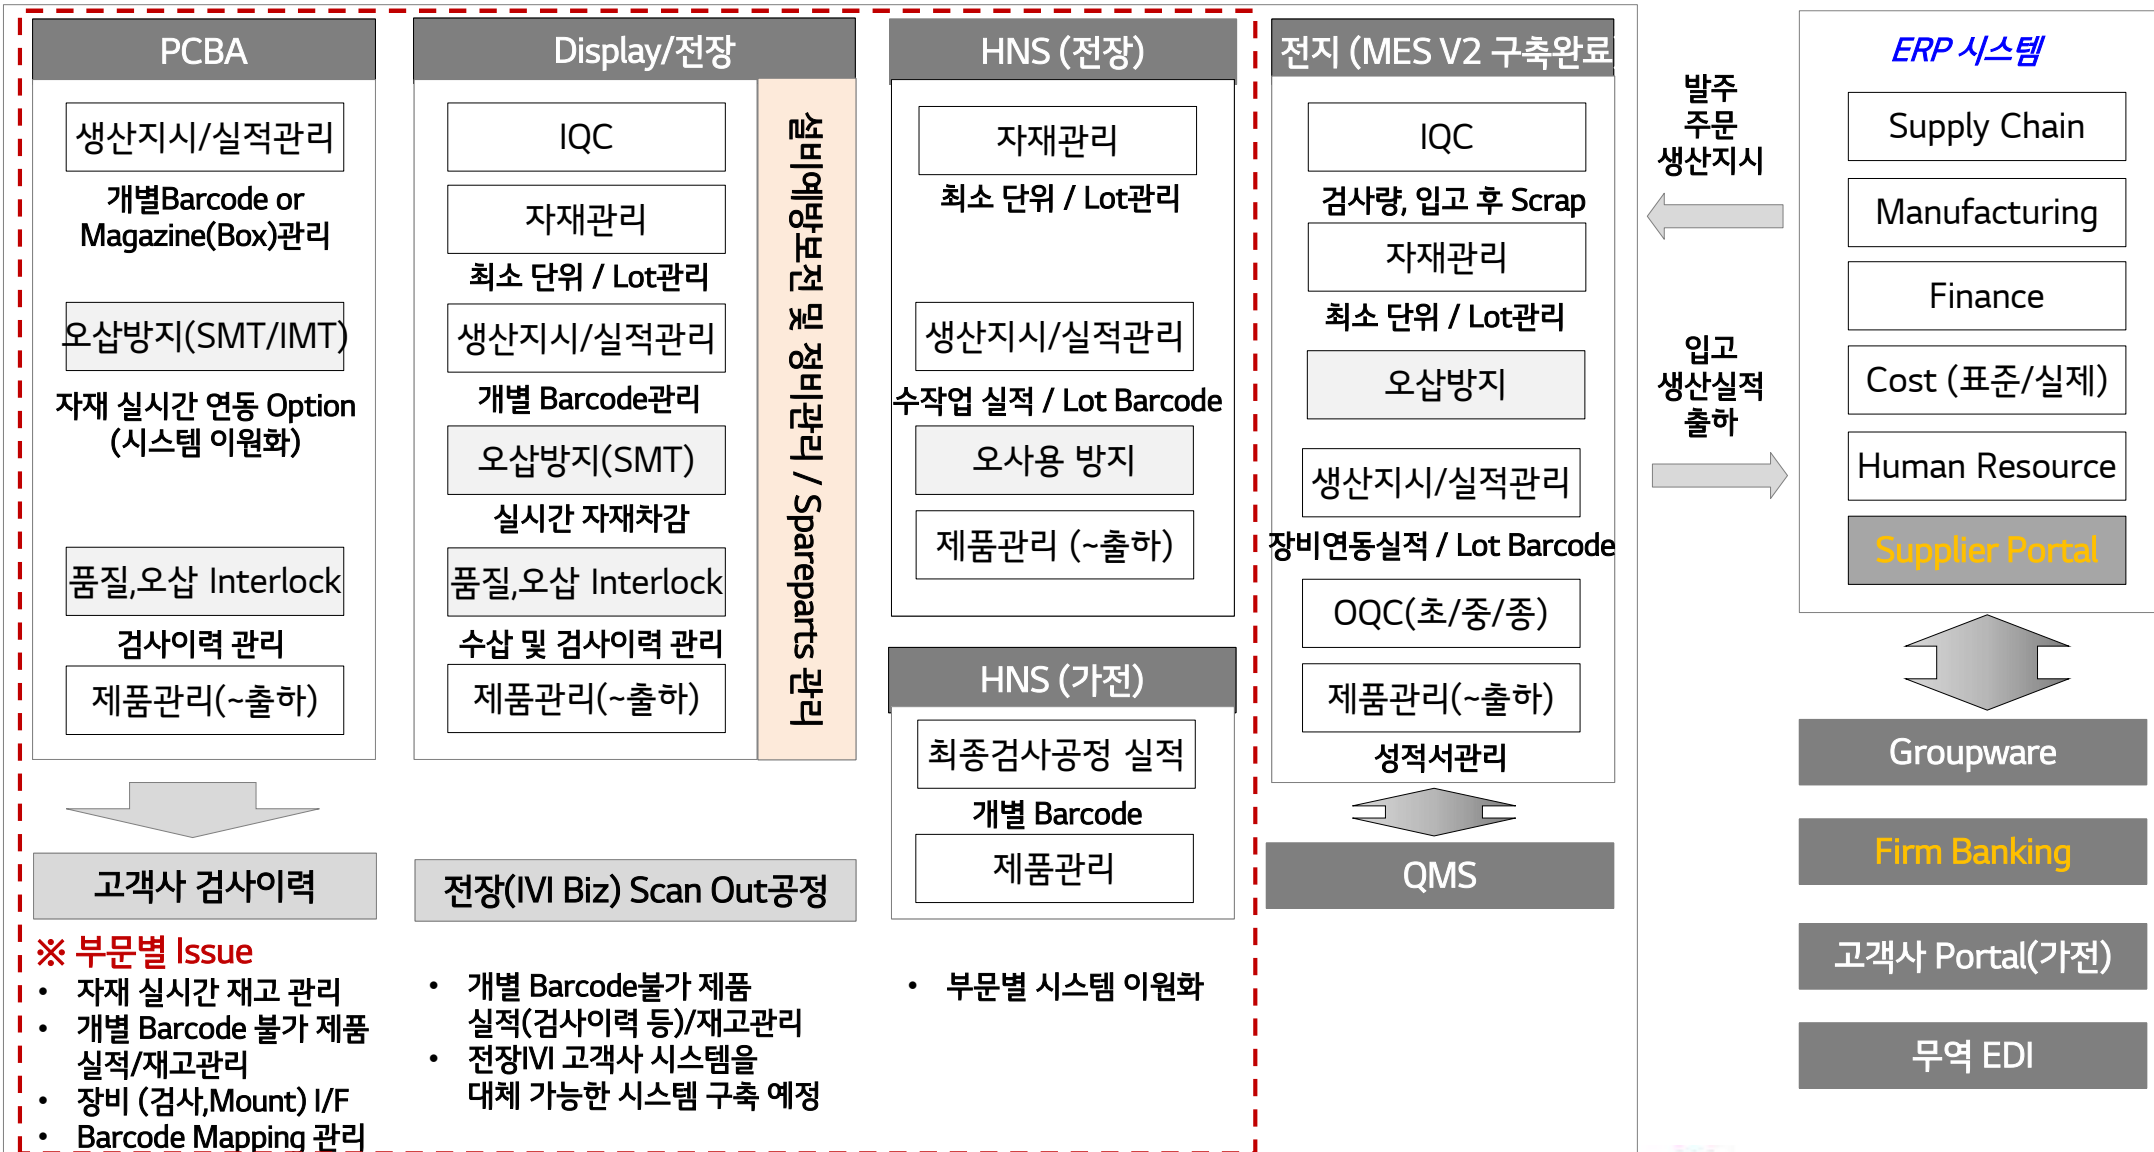 PCBA
생산지시/실적관리
개별Barcode or
Magazine(Box)관리
오삽방지(SMT/IMT)
자재 실시간 연동 Option
(시스템 이원화)
품질,오삽 Interlock
검사이력 관리
제품관리(~출하)
고객사 검사이력
※ 부문별 Issue
• 자재 실시간 재고 관리
• 개별 Barcode 불가 제품
실적/재고관리
• 장비 (검사,Mount) I/F
• Barcode Mapping 관리
Display/전장
IQC
자재관리
최소 단위 / Lot관리
생산지시/실적관리
개별 Barcode관리
오삽방지(SMT)
실시간 자재차감
품질,오삽 Interlock
수삽 및 검사이력 관리
제품관리(~출하)
설비예방보전 및 정비관리 / Spareparts 관리
전장(IVI Biz) Scan Out공정
• 개별 Barcode불가 제품
실적(검사이력 등)/재고관리
• 전장IVI 고객사 시스템을
대체 가능한 시스템 구축 예정
HNS (전장)
자재관리
최소 단위 / Lot관리
생산지시/실적관리
수작업 실적 / Lot Barcode
오사용 방지
제품관리 (~출하)
HNS (가전)
최종검사공정 실적
개별 Barcode
제품관리
• 부문별 시스템 이원화
전지 (MES V2 구축완료
IQC
검사량, 입고 후 Scrap
자재관리
최소 단위 / Lot관리
오삽방지
생산지시/실적관리
장비연동실적 / Lot Barcode
OQC(초/중/종)
제품관리(~출하)
성적서관리
QMS
발주
주문
생산지시
입고
생산실적
출하
ERP 시스템
Supply Chain
Manufacturing
Finance
Cost (표준/실제)
Human Resource
Supplier Portal
Groupware
Firm Banking
고객사 Portal(가전)
무역 EDI